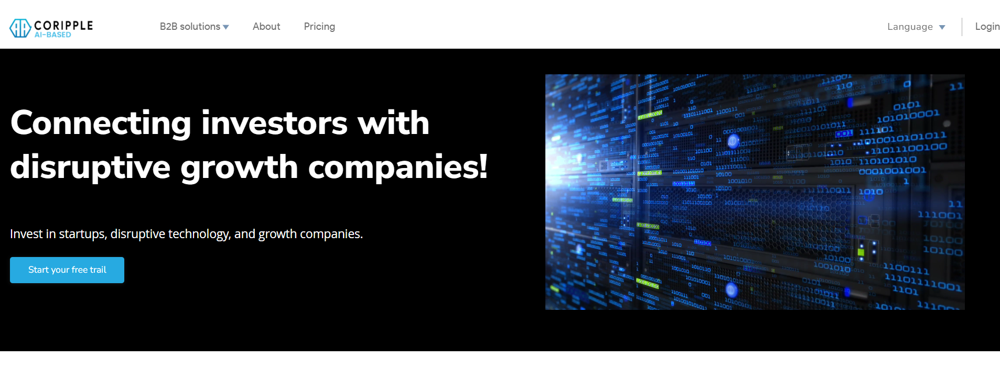 CORIPPLE
AI-BASED
B2B solutions
About
Pricing
Language
Login
Connecting investors with
disruptive growth companies!
Invest in startups, disruptive technology, and growth companies.
Start your free trail